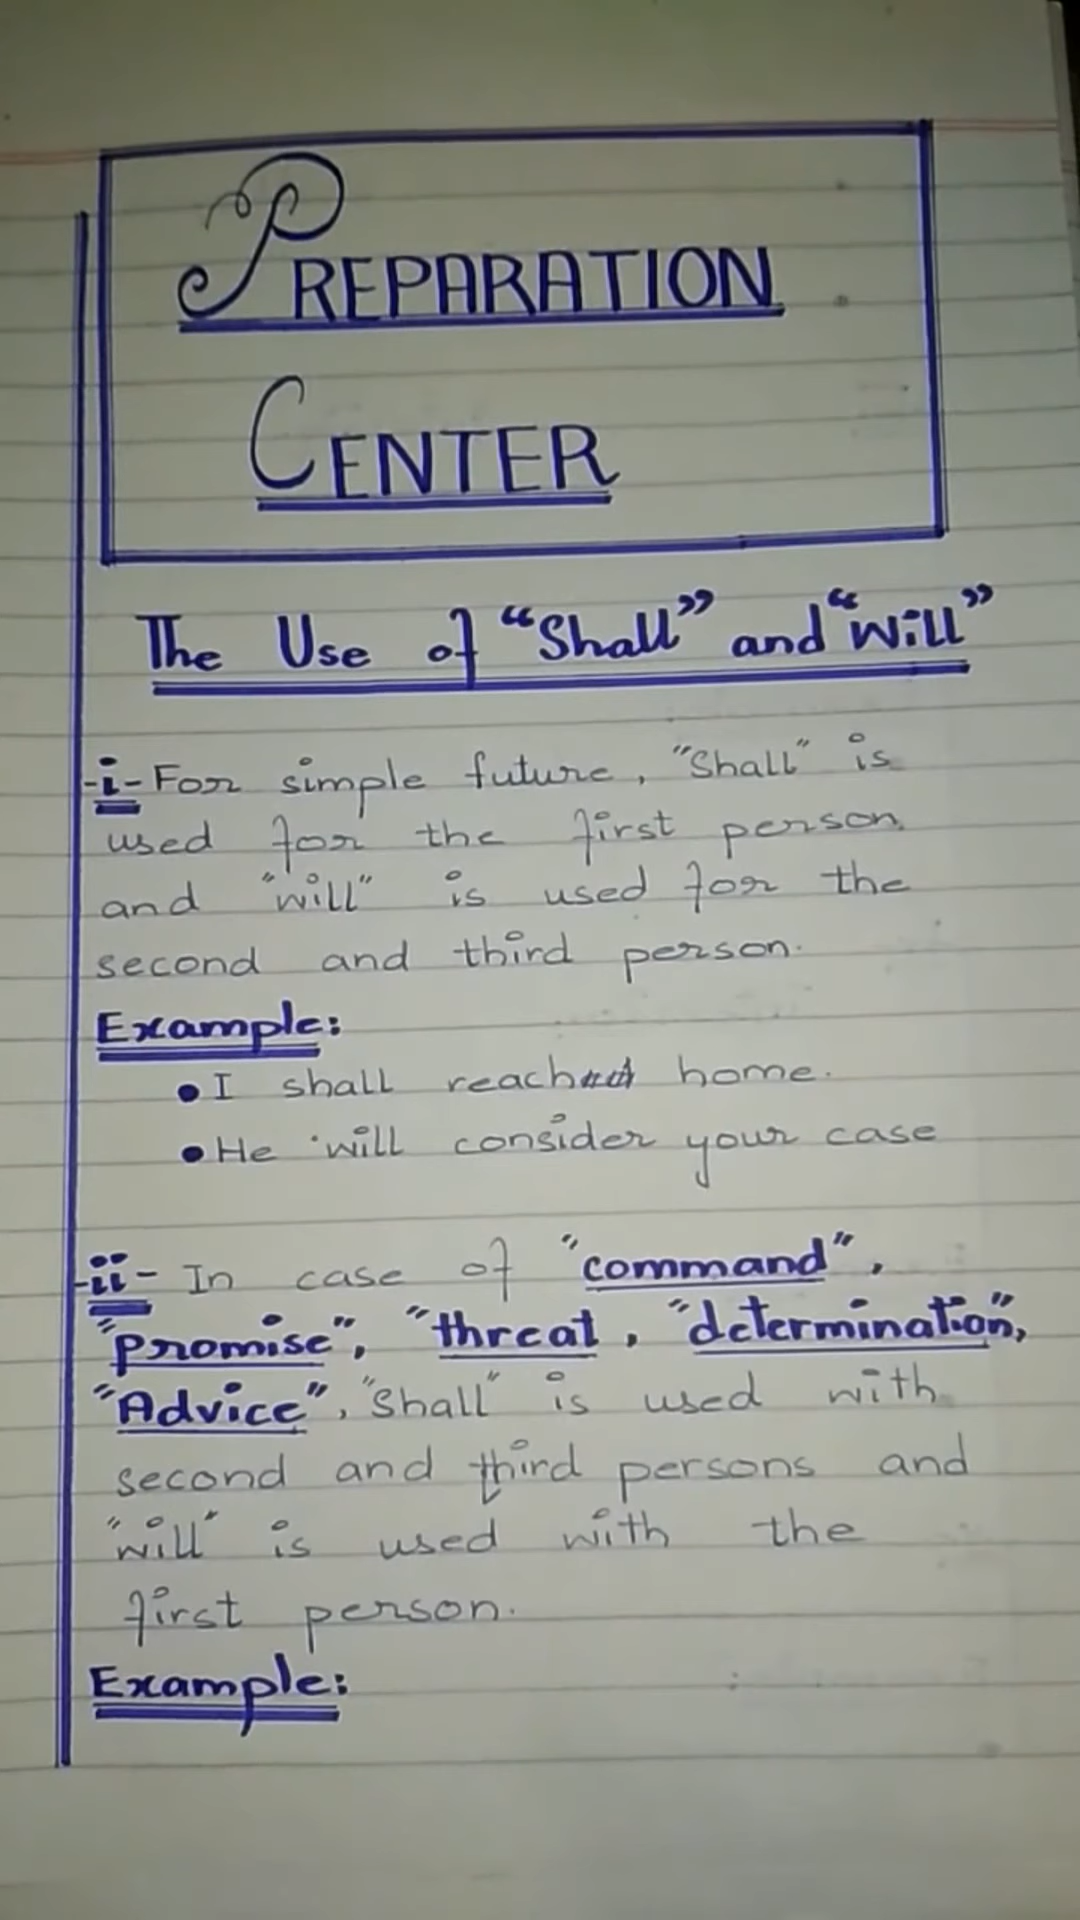 PREPARATION
CENTER
The Use of "Shall" and "will"
-i- For simple future, "Shall" is
used for the first person
and "will" is used for the
second and third person.
Example:
• I shall reach home.
• He will consider your case
-ii- In case of "command",
"promise", "threat, "determination",
"Advice", "Shall" is used with
second and third persons and
"will" is used with the
first person.
Example: